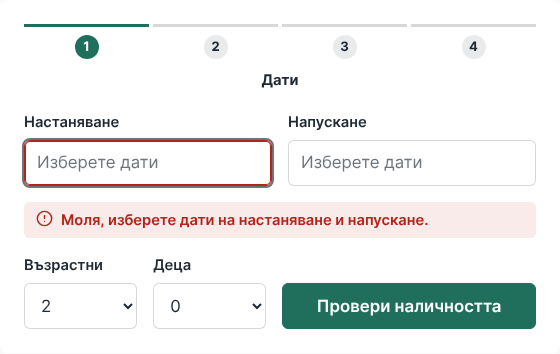 1 2 3 4
Дати
Настаняване Напускане
Изберете дати Изберете дати
Моля, изберете дати на настаняване и напускане.
Възрастни Деца
2 0 Провери наличността